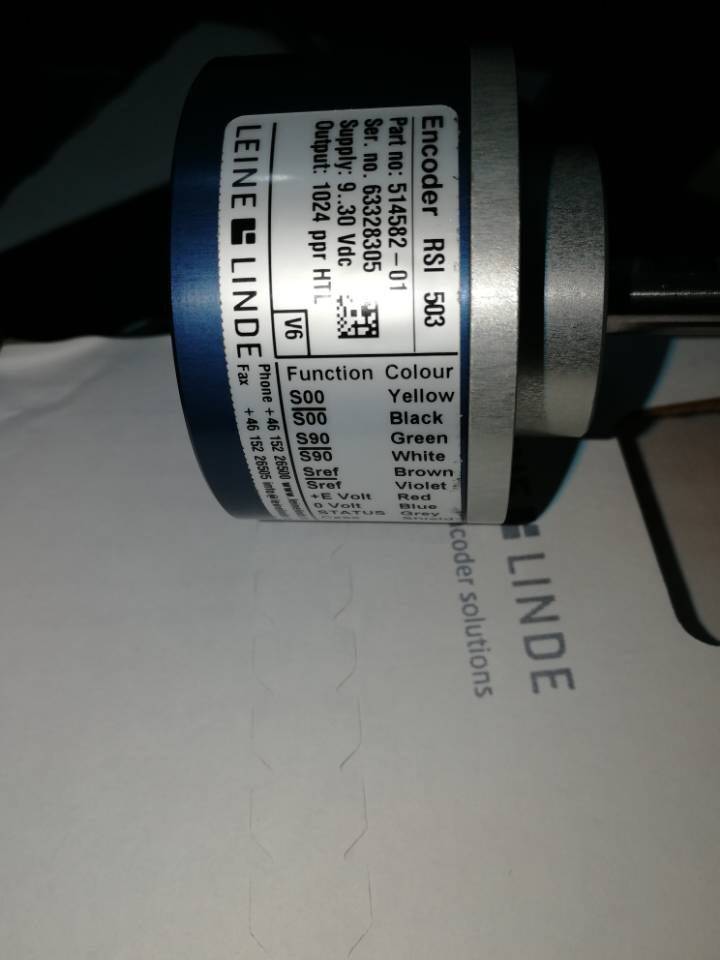 Encoder RSI 503
Part no: 514582-01
Ser. no. 63328305
Supply: 9..30 Vdc
Output: 1024 ppr HTL
V6
LEINE LINDE
Phone +46 152 26500
Fax +46 152 26505
Function Colour
S00 Yellow
S00 Black
S90 Green
S90 White
Sref Brown
Sref Violet
+E Volt Red
0 Volt Blue
STATUS Grey
Case Shield
LINDE
coder solutions